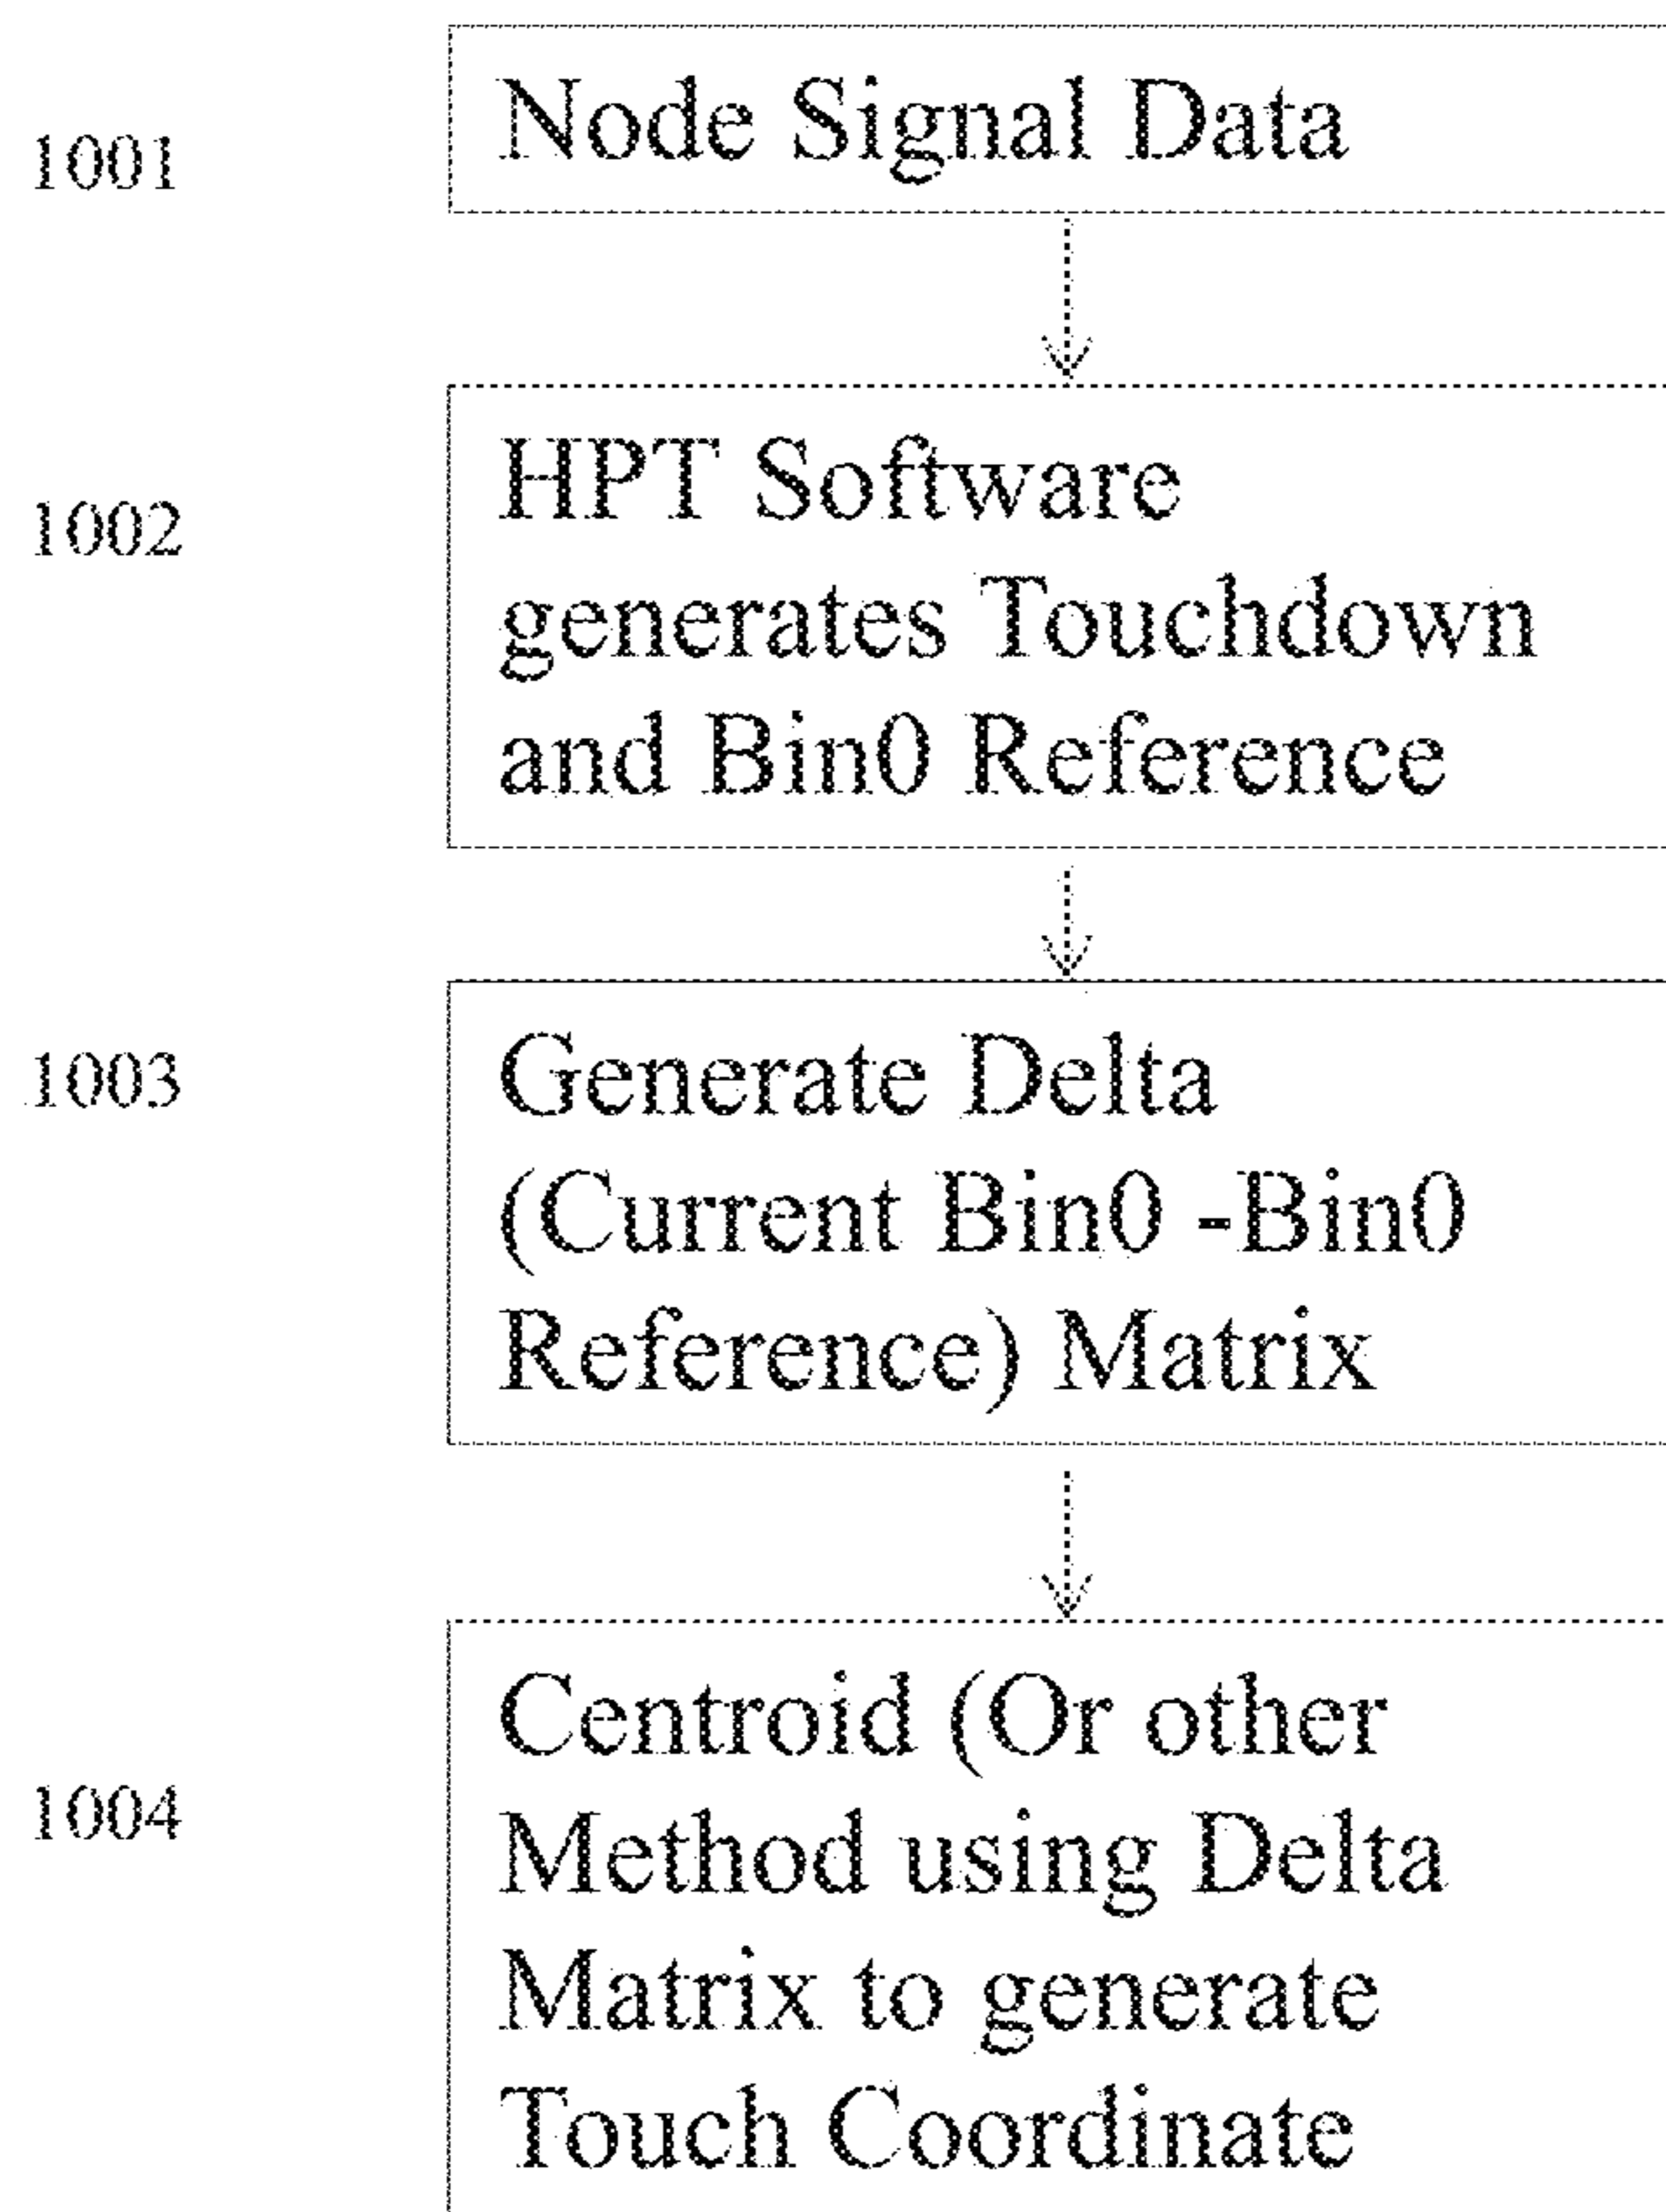 1001
Node Signal Data
1002
HPT Software
generates Touchdown
and Bin0 Reference
1003
Generate Delta
(Current Bin0 -Bin0
Reference) Matrix
1004
Centroid (Or other
Method using Delta
Matrix to generate
Touch Coordinate